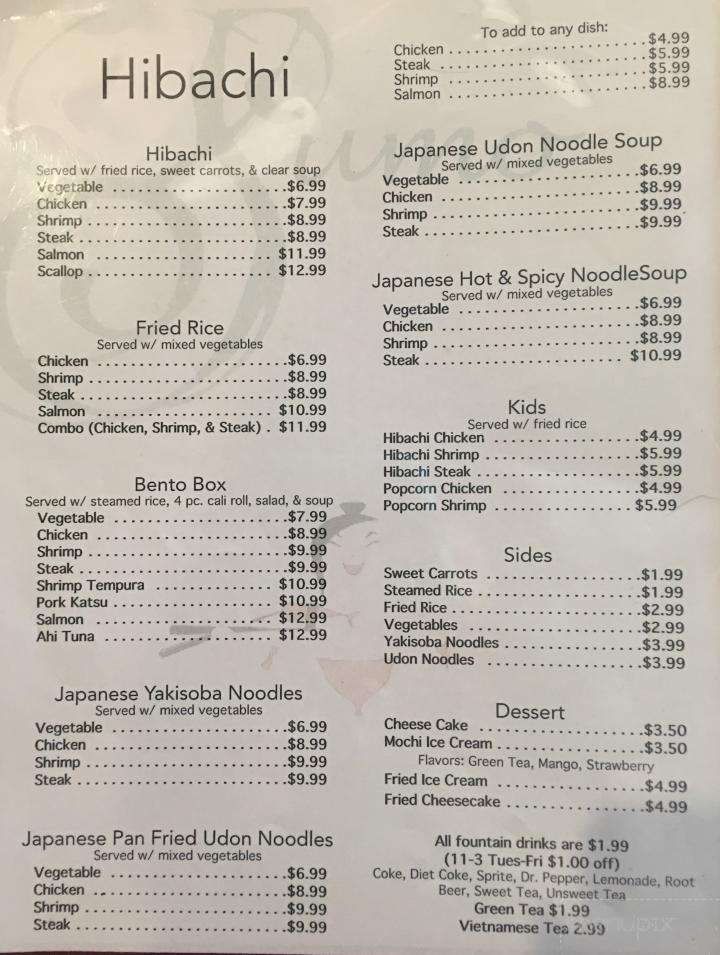 Hibachi
Hibachi
Served w/ fried rice, sweet carrots, & clear soup
Vegetable . . . . . . . . . . . . . . . . . . . .$6.99
Chicken . . . . . . . . . . . . . . . . . . . . . .$7.99
Shrimp . . . . . . . . . . . . . . . . . . . . . . .$8.99
Steak . . . . . . . . . . . . . . . . . . . . . . . .$8.99
Salmon . . . . . . . . . . . . . . . . . . . . $11.99
Scallop . . . . . . . . . . . . . . . . . . . . . $12.99
Fried Rice
Served w/ mixed vegetables
Chicken . . . . . . . . . . . . . . . . . . . . . .$6.99
Shrimp . . . . . . . . . . . . . . . . . . . . . . .$8.99
Steak . . . . . . . . . . . . . . . . . . . . . . . .$8.99
Salmon . . . . . . . . . . . . . . . . . . . . $10.99
Combo (Chicken, Shrimp, & Steak) . $11.99
Bento Box
Served w/ steamed rice, 4 pc. cali roll, salad, & soup
Vegetable . . . . . . . . . . . . . . . . . . . .$7.99
Chicken . . . . . . . . . . . . . . . . . . . . . .$8.99
Shrimp . . . . . . . . . . . . . . . . . . . . . . .$9.99
Steak . . . . . . . . . . . . . . . . . . . . . . . .$9.99
Shrimp Tempura . . . . . . . . . . . . . $10.99
Pork Katsu . . . . . . . . . . . . . . . . . . $10.99
Salmon . . . . . . . . . . . . . . . . . . . . $12.99
Ahi Tuna . . . . . . . . . . . . . . . . . . . $12.99
Japanese Yakisoba Noodles
Served w/ mixed vegetables
Vegetable . . . . . . . . . . . . . . . . . . . .$6.99
Chicken . . . . . . . . . . . . . . . . . . . . . .$8.99
Shrimp . . . . . . . . . . . . . . . . . . . . . . .$9.99
Steak . . . . . . . . . . . . . . . . . . . . . . . .$9.99
Japanese Pan Fried Udon Noodles
Served w/ mixed vegetables
Vegetable . . . . . . . . . . . . . . . . . . . .$6.99
Chicken . . . . . . . . . . . . . . . . . . . . . .$8.99
Shrimp . . . . . . . . . . . . . . . . . . . . . . .$9.99
Steak . . . . . . . . . . . . . . . . . . . . . . . .$9.99
To add to any dish:
Chicken . . . . . . . . . . . . . . . . . . . . . .$4.99
Steak . . . . . . . . . . . . . . . . . . . . . . . .$5.99
Shrimp . . . . . . . . . . . . . . . . . . . . . . .$5.99
Salmon . . . . . . . . . . . . . . . . . . . . . .$8.99
Japanese Udon Noodle Soup
Served w/ mixed vegetables
Vegetable . . . . . . . . . . . . . . . . . . . .$6.99
Chicken . . . . . . . . . . . . . . . . . . . . . .$8.99
Shrimp . . . . . . . . . . . . . . . . . . . . . . .$9.99
Steak . . . . . . . . . . . . . . . . . . . . . . . .$9.99
Japanese Hot & Spicy NoodleSoup
Served w/ mixed vegetables
Vegetable . . . . . . . . . . . . . . . . . . . .$6.99
Chicken . . . . . . . . . . . . . . . . . . . . . .$8.99
Shrimp . . . . . . . . . . . . . . . . . . . . . . .$8.99
Steak . . . . . . . . . . . . . . . . . . . . . . $10.99
Kids
Served w/ fried rice
Hibachi Chicken . . . . . . . . . . . . . . . .$4.99
Hibachi Shrimp . . . . . . . . . . . . . . . . .$5.99
Hibachi Steak . . . . . . . . . . . . . . . . . .$5.99
Popcorn Chicken . . . . . . . . . . . . . . .$4.99
Popcorn Shrimp . . . . . . . . . . . . . . . $5.99
Sides
Sweet Carrots . . . . . . . . . . . . . . . . .$1.99
Steamed Rice . . . . . . . . . . . . . . . . . .$1.99
Fried Rice . . . . . . . . . . . . . . . . . . . . .$2.99
Vegetables . . . . . . . . . . . . . . . . . . . .$2.99
Yakisoba Noodles . . . . . . . . . . . . . . .$3.99
Udon Noodles . . . . . . . . . . . . . . . . .$3.99
Dessert
Cheese Cake . . . . . . . . . . . . . . . . . .$3.50
Mochi Ice Cream . . . . . . . . . . . . . . . .$3.50
Flavors: Green Tea, Mango, Strawberry
Fried Ice Cream . . . . . . . . . . . . . . . .$4.99
Fried Cheesecake . . . . . . . . . . . . . . .$4.99
All fountain drinks are $1.99
(11-3 Tues-Fri $1.00 off)
Coke, Diet Coke, Sprite, Dr. Pepper, Lemonade, Root
Beer, Sweet Tea, Unsweet Tea
Green Tea $1.99
Vietnamese Tea 2.99